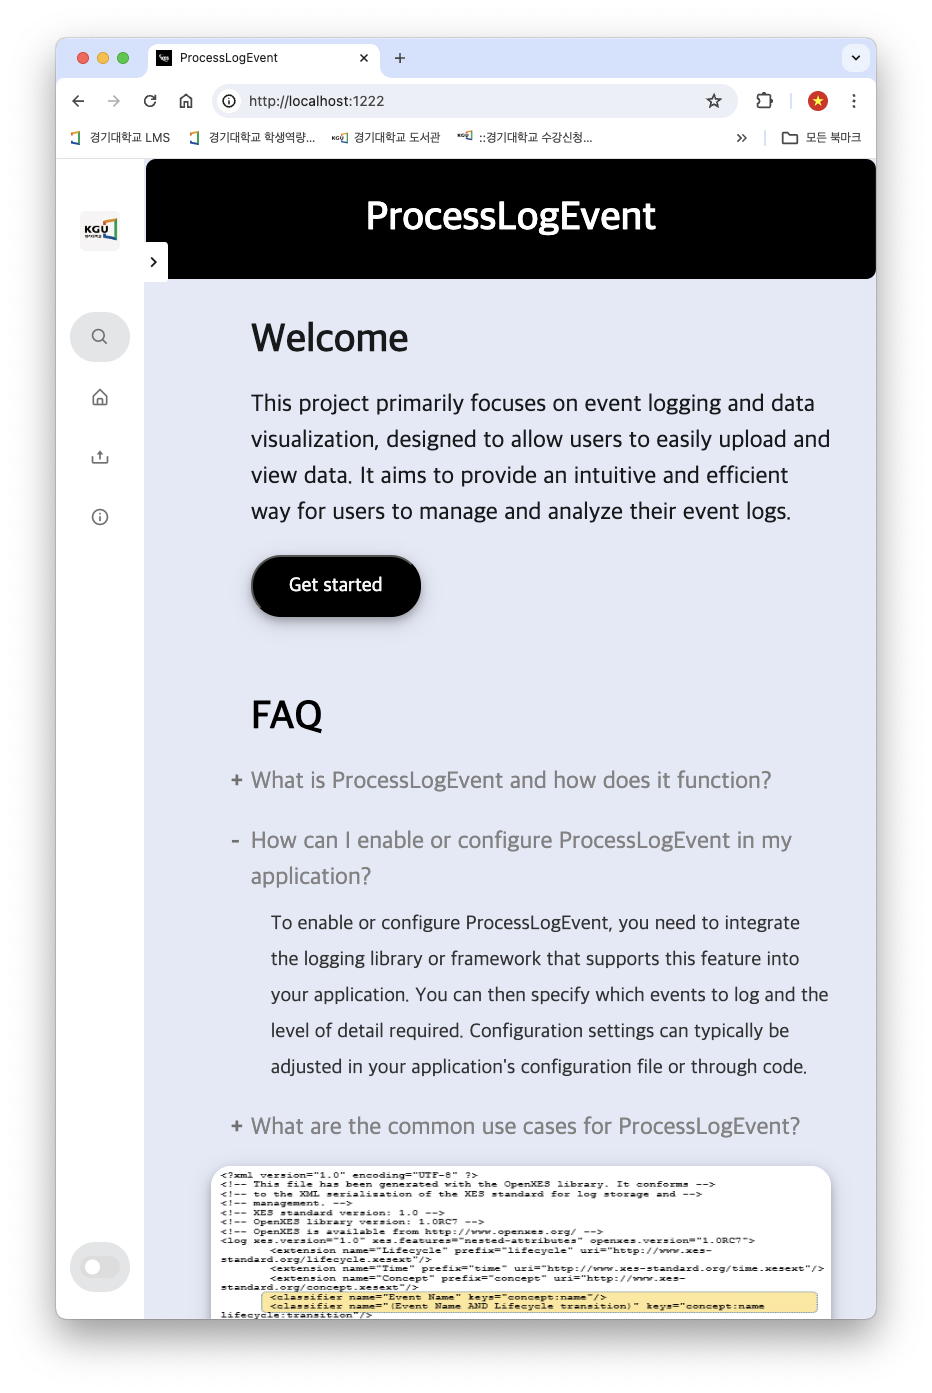 ProcessLogEvent
http://localhost:1222
경기대학교 LMS
경기대학교 학생역량...
경기대학교 도서관
::경기대학교 수강신청...
모든 북마크
KGU
ProcessLogEvent
Welcome
This project primarily focuses on event logging and data
visualization, designed to allow users to easily upload and
view data. It aims to provide an intuitive and efficient
way for users to manage and analyze their event logs.
Get started
FAQ
+ What is ProcessLogEvent and how does it function?
- How can I enable or configure ProcessLogEvent in my
application?
To enable or configure ProcessLogEvent, you need to integrate
the logging library or framework that supports this feature into
your application. You can then specify which events to log and the
level of detail required. Configuration settings can typically be
adjusted in your application's configuration file or through code.
+ What are the common use cases for ProcessLogEvent?
<?xml version="1.0" encoding="UTF-8" ?>
<!-- This file has been generated with the OpenXES library. It conforms -->
<!-- to the XML serialization of the XES standard for log storage and -->
<!-- management. -->
<!-- XES standard version: 1.0 -->
<!-- OpenXES library version: 1.0RC7 -->
<!-- OpenXES is available from http://www.openxes.org/ -->
<log xes.version="1.0" xes.features="nested-attributes" openxes.version="1.0RC7">
<extension name="Lifecycle" prefix="lifecycle" uri="http://www.xes-
standard.org/lifecycle.xesext"/>
<extension name="Time" prefix="time" uri="http://www.xes-standard.org/time.xesext"/>
<extension name="Concept" prefix="concept" uri="http://www.xes-
standard.org/concept.xesext"/>
<classifier name="Event Name" keys="concept:name"/>
<classifier name="(Event Name AND Lifecycle transition)" keys="concept:name
lifecycle:transition"/>